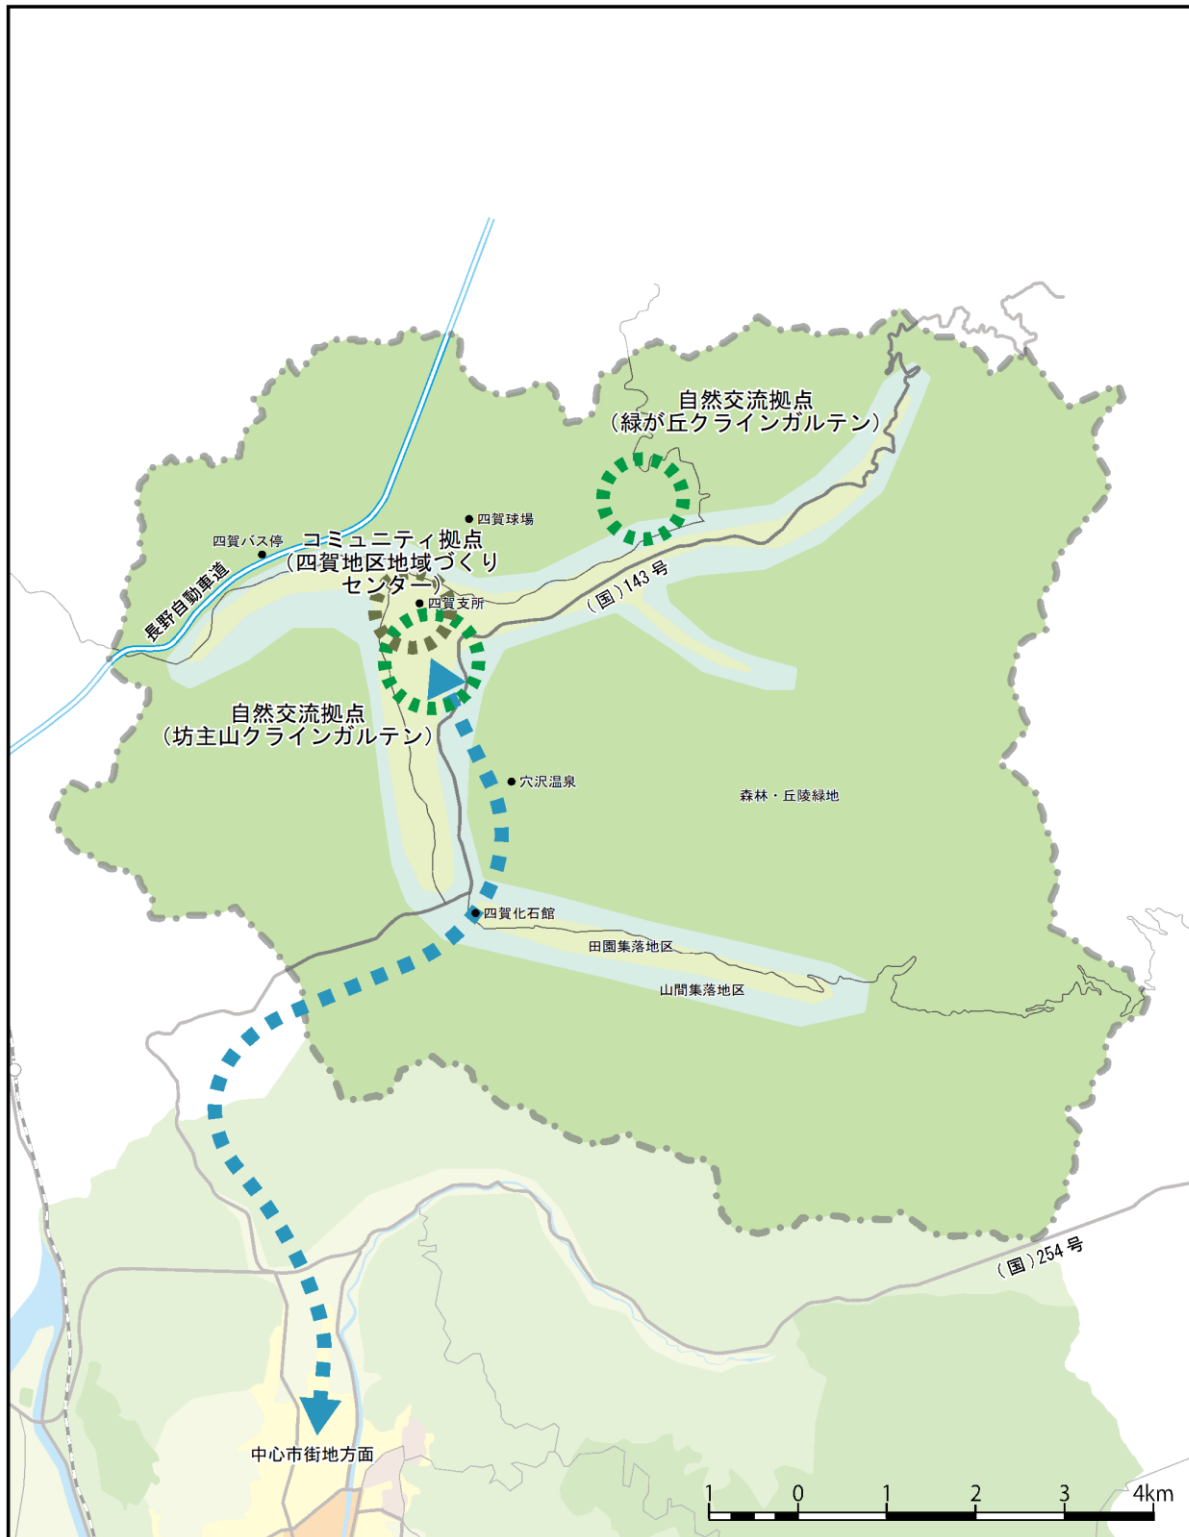 自然交流拠点
（緑が丘クラインガルテン）
四賀球場
四賀バス停
コミュニティ拠点
（四賀地区地域づくり
センター）
四賀支所
(国)143号
長野自動車道
自然交流拠点
（坊主山クラインガルテン）
穴沢温泉
森林・丘陵緑地
四賀化石館
田園集落地区
山間集落地区
(国)254号
中心市街地方面
1 0 1 2 3 4km